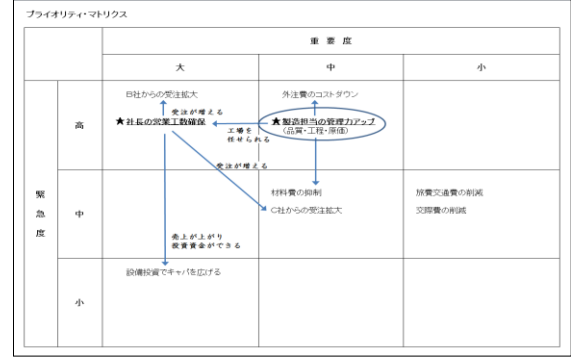 プライオリティ・マトリクス
重要度
大 中 小
B社からの受注拡大 外注費のコストダウン
受注が増える
高 ★社長の営業工数確保 ★製造担当の管理力アップ
(品質・工程・原価)
工場を
任せられる
受注が増える
緊急度
材料費の抑制 旅費交通費の削減
中 C社からの受注拡大 交際費の削減
売上が上がり
投資資金ができる
設備投資でキャパを広げる
小